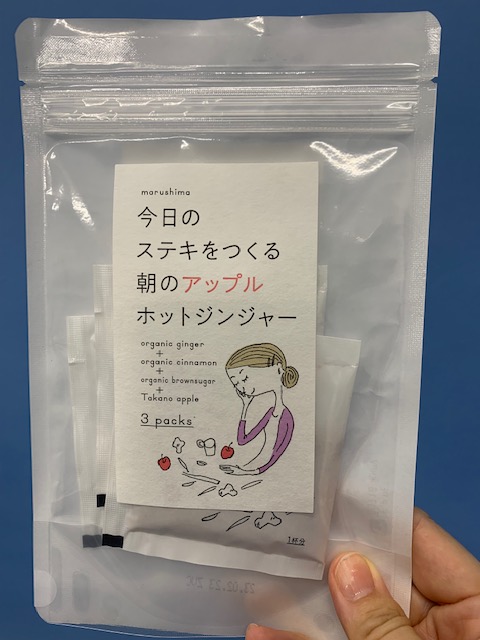 marushima
今日の
ステキをつくる
朝のアップル
ホットジンジャー
organic ginger
+
organic cinnamon
+
organic brownsugar
+
Takano apple
3 packs
1杯分